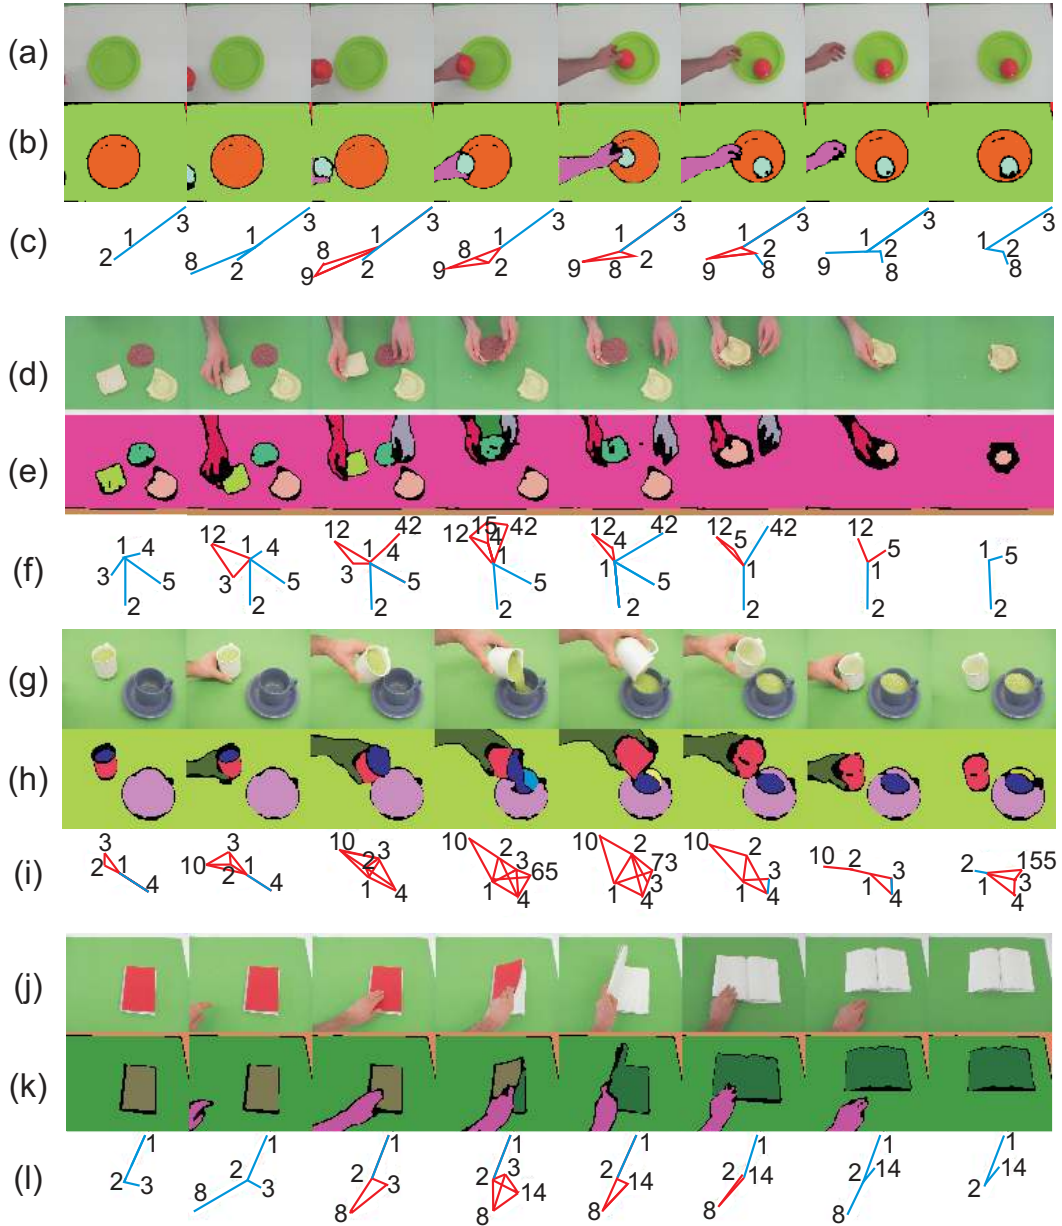 (a)
(b)
(c)
2 1 3
8 2 1 3
9 8 2 1 3
9 8 2 1 3
9 8 2 1 3
9 1 2 8 3
9 1 2 8 3
1 2 8 3
(d)
(e)
(f)
3 1 4 5 2
12 3 1 4 5 2
12 3 1 4 42 5 2
12 15 4 42 1 5 2
12 4 42 1 5 2
12 5 42 1 2
12 5 1 2
1 5 2
(g)
(h)
(i)
3 2 1 4
3 10 2 1 4
10 2 3 1 4
10 2 3 65 1 4
10 2 73 3 1 4
10 2 3 1 4
10 2 3 1 4
2 155 1 3 4
(j)
(k)
(l)
1 2 3
1 2 3 8
1 2 3 8
1 2 3 14 8
1 2 14 8
1 2 14 8
1 2 14 8
1 14 2